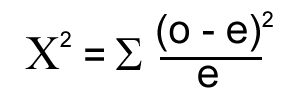 X² = Σ (o - e)² / e